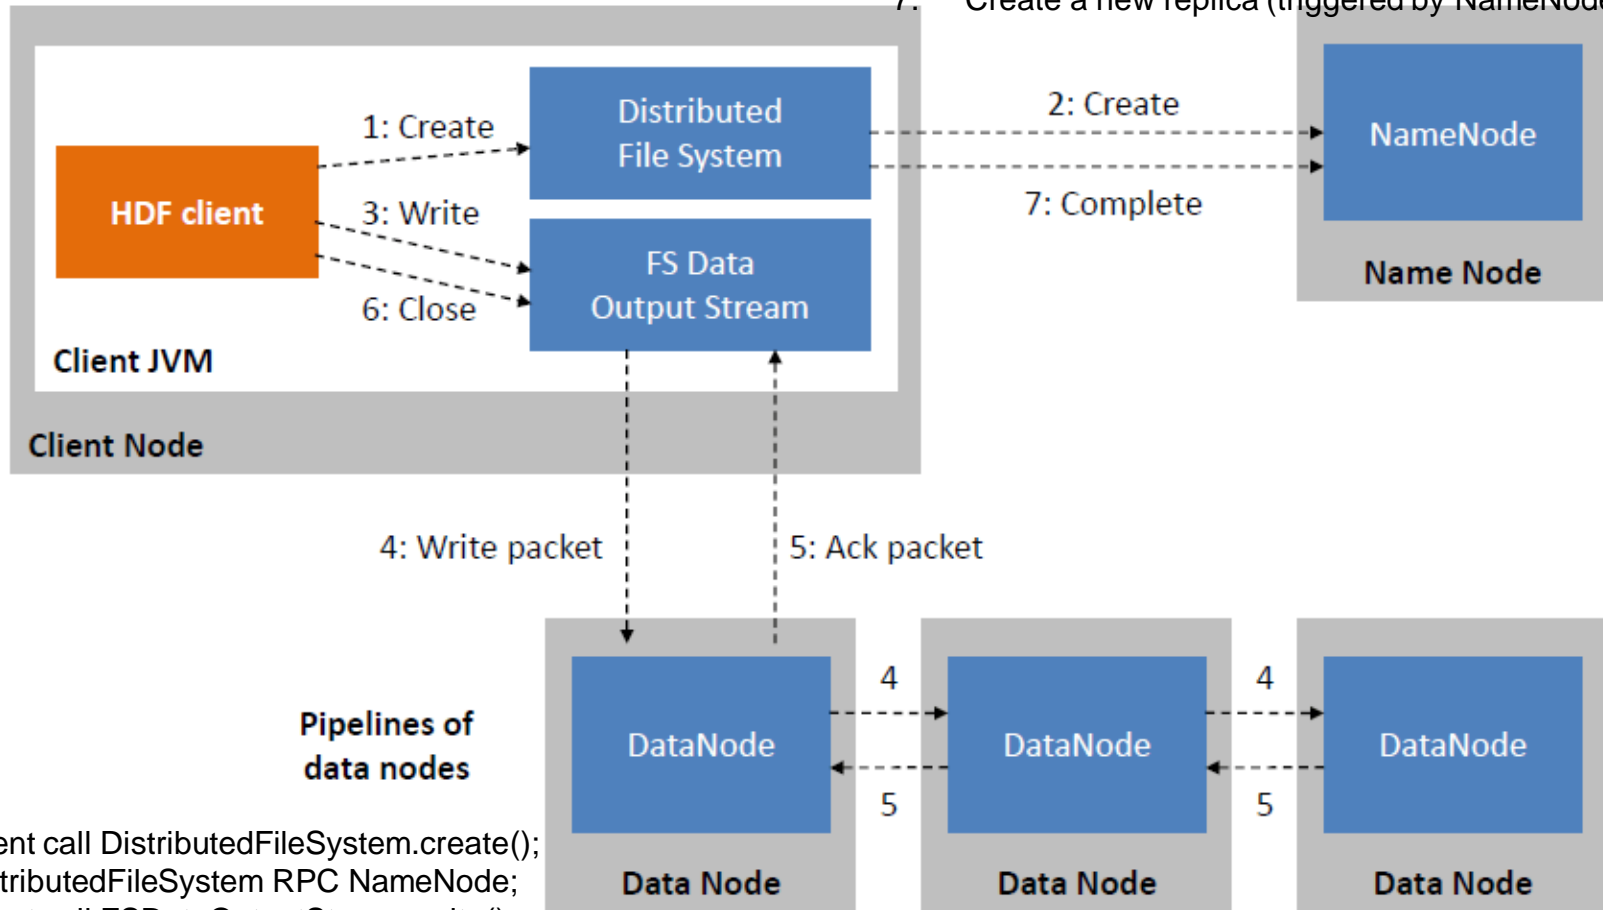 7. Create a new replica (triggered by NameNode
1: Create
Distributed
File System
2: Create
NameNode
HDF client
3: Write
7: Complete
FS Data
Output Stream
Name Node
6: Close
Client JVM
Client Node
4: Write packet
5: Ack packet
4
4
Pipelines of
data nodes
DataNode
DataNode
DataNode
5
5
ent call DistributedFileSystem.create();
tributedFileSystem RPC NameNode;
Data Node
Data Node
Data Node